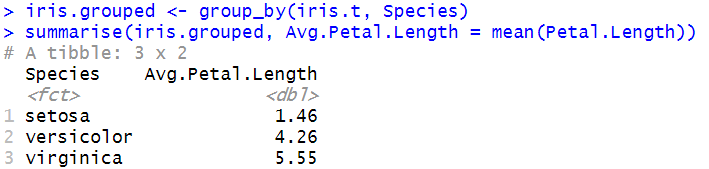 > iris.grouped <- group_by(iris.t, Species)
> summarise(iris.grouped, Avg.Petal.Length = mean(Petal.Length))
# A tibble: 3 x 2
  Species    Avg.Petal.Length
  <fct>                 <dbl>
1 setosa                 1.46
2 versicolor             4.26
3 virginica              5.55